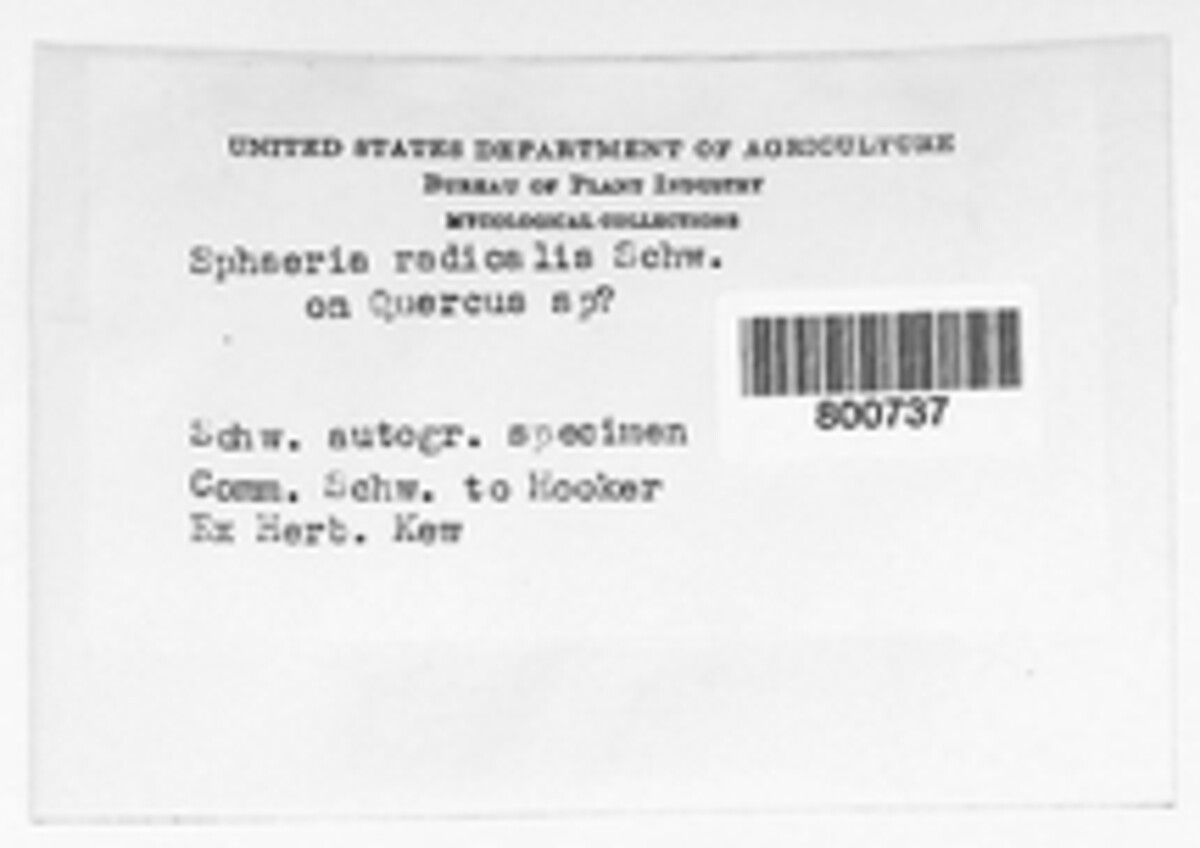 UNITED STATES DEPARTMENT OF AGRICULTURE
BUREAU OF PLANT INDUSTRY
MYCOLOGICAL COLLECTIONS
Sphaeria radicalis Schw.
on Quercus sp?
800737
Schw. autogr. specimen
Comm. Schw. to Hooker
Ex Herb. Kew